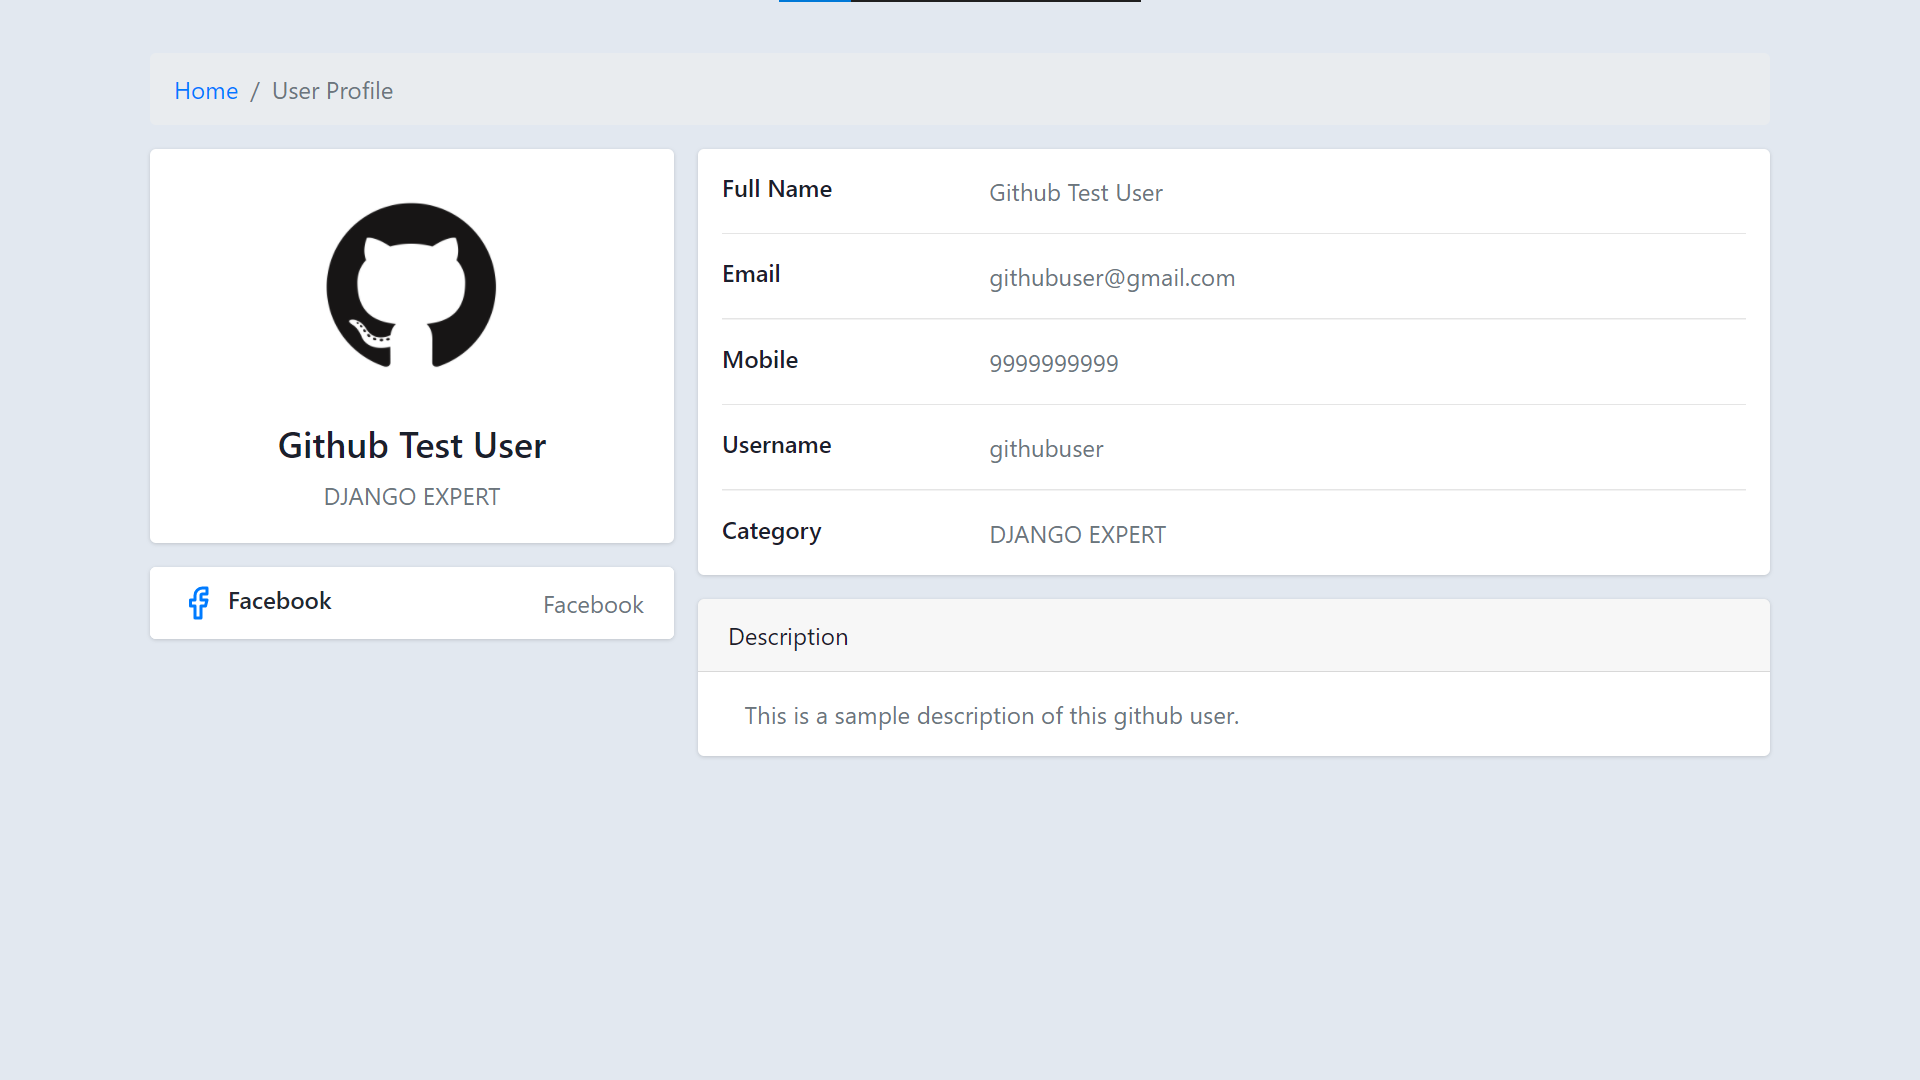 Home / User Profile
Github Test User
DJANGO EXPERT
Facebook Facebook
Full Name Github Test User
Email githubuser@gmail.com
Mobile 9999999999
Username githubuser
Category DJANGO EXPERT
Description
This is a sample description of this github user.